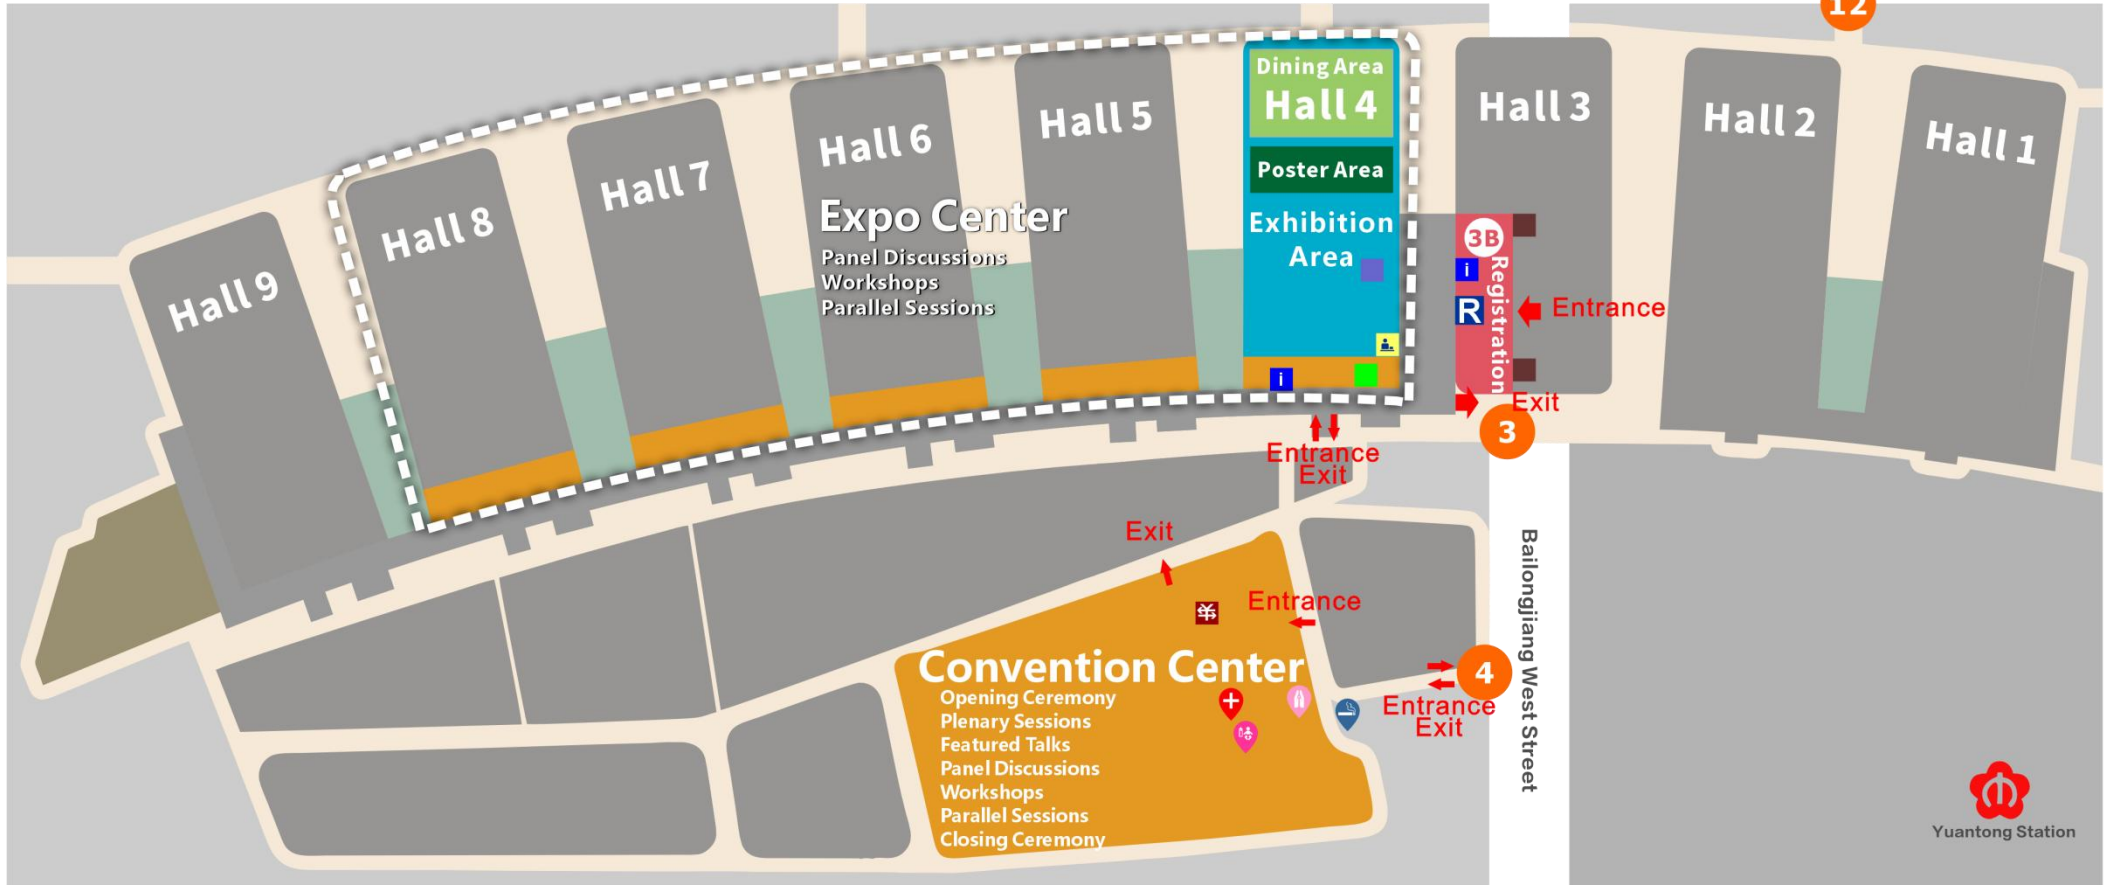 12
Dining Area
Hall 4
Poster Area
Exhibition
Area
Hall 3
Hall 2
Hall 1
Hall 5
Hall 6
Hall 7
Hall 8
Hall 9
Expo Center
Panel Discussions
Workshops
Parallel Sessions
3B
Registration
i
R
Entrance
i
Exit
3
Entrance
Exit
Exit
Entrance
Convention Center
Opening Ceremony
Plenary Sessions
Featured Talks
Panel Discussions
Workshops
Parallel Sessions
Closing Ceremony
4
Entrance
Exit
Bailongjiang West Street
Yuantong Station